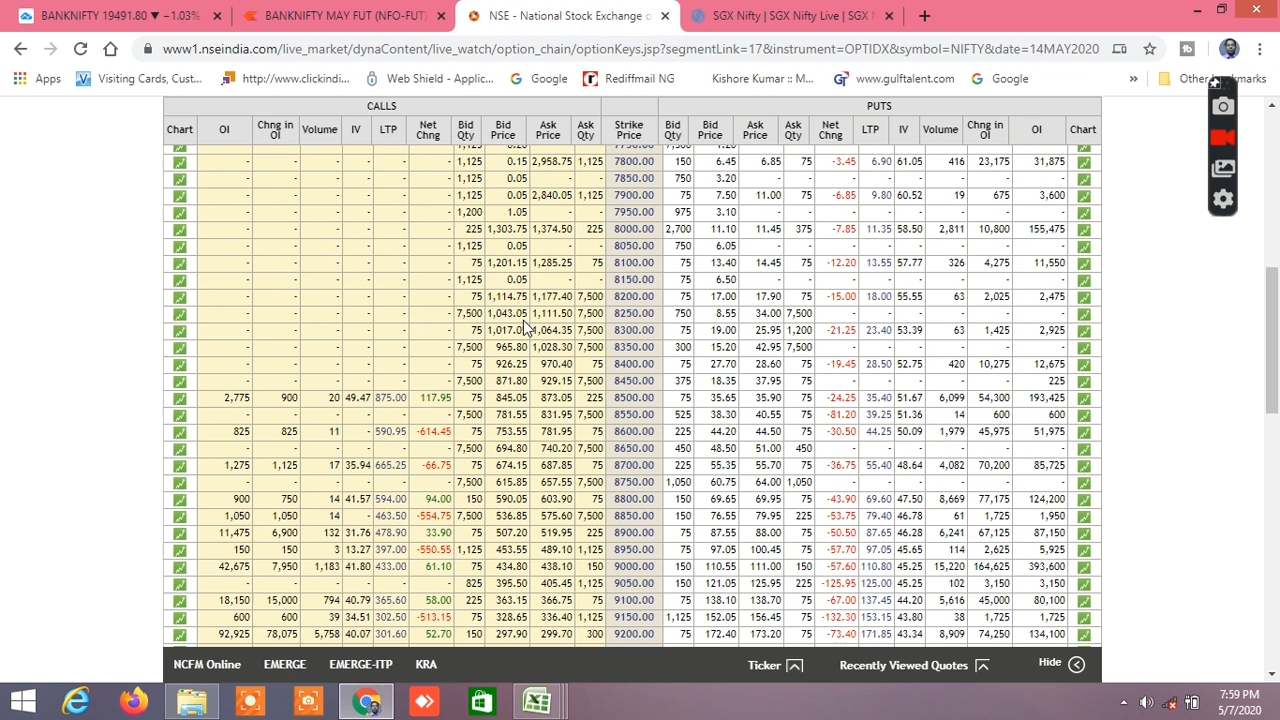 BANKNIFTY 19491.80 ▼ -1.03%
BANKNIFTY MAY FUT (NFO-FUT)
NSE - National Stock Exchange o
SGX Nifty | SGX Nifty Live | SGX N
www1.nseindia.com/live_market/dynaContent/live_watch/option_chain/optionKeys.jsp?segmentLink=17&instrument=OPTIDX&symbol=NIFTY&date=14MAY2020
Apps Visiting Cards, Cust... http://www.clickindi... Web Shield - Applic... Google Rediffmail NG Kishore Kumar :: M... www.gulftalent.com Google » Other bookmarks
CALLS PUTS
Chart OI Chng in OI Volume IV LTP Net Chng Bid Qty Bid Price Ask Price Ask Qty Strike Price Bid Qty Bid Price Ask Price Ask Qty Net Chng LTP IV Volume Chng in OI OI Chart
- - - - - - 1,125 0.15 2,958.75 1,125 7800.00 150 6.45 6.85 75 -3.45 6.90 61.05 416 23,175 31,875
- - - - - - 1,125 0.05 - - 7850.00 750 3.20 - - - - - - - -
- - - - - - 1,125 0.05 2,840.05 1,125 7900.00 75 7.50 11.00 75 -6.85 9.80 60.52 19 675 3,600
- - - - - - 1,200 1.05 - - 7950.00 975 3.10 - - - - - - - -
- - - - - - 225 1,303.75 1,374.50 225 8000.00 2,700 11.10 11.45 375 -7.85 11.35 58.50 2,811 10,800 155,475
- - - - - - 1,125 0.05 - - 8050.00 750 6.05 - - - - - - - -
- - - - - - 75 1,201.15 1,285.25 75 8100.00 75 13.40 14.45 75 -12.20 13.55 57.77 326 4,275 11,550
- - - - - - 1,125 0.05 - - 8150.00 75 6.50 - - - - - - - -
- - - - - - 75 1,114.75 1,177.40 7,500 8200.00 75 17.00 17.90 75 -15.00 18.00 55.55 63 2,025 2,475
- - - - - - 7,500 1,043.05 1,111.50 7,500 8250.00 750 8.55 34.00 7,500 - - - - - -
- - - - - - 75 1,064.35 7,500 8300.00 75 19.00 25.95 1,200 -21.25 23.40 53.39 63 1,425 2,925
- - - - - - 7,500 965.80 1,028.30 7,500 8350.00 300 15.20 42.95 7,500 - - - - - -
- - - - - - 75 926.25 970.40 75 8400.00 75 27.70 28.60 75 -19.45 28.50 52.75 420 10,275 12,675
- - - - - - 7,500 871.80 929.15 75 8450.00 375 18.35 37.95 75 - - - - - 225
2,775 900 20 49.47 875.00 117.95 75 845.05 873.05 225 8500.00 75 35.65 35.90 75 -24.25 35.40 51.67 6,099 54,300 193,425
- - - - - - 7,500 781.55 831.95 75 8550.00 525 38.30 40.55 75 -81.20 39.25 51.36 14 600 600
825 825 11 - 590.95 -614.45 75 753.55 781.95 75 8600.00 225 44.20 44.50 75 -30.50 44.25 50.09 1,979 45,975 51,975
- - - - - - 7,500 694.80 740.20 75 8650.00 450 48.50 51.00 450 - - - - - -
1,275 1,125 17 35.94 665.25 -66.75 75 674.15 687.85 75 8700.00 225 55.35 55.70 75 -36.75 55.40 48.64 4,082 70,200 85,725
- - - - - - 7,500 615.85 657.55 75 8750.00 1,050 60.75 64.00 1,050 - - - - - -
900 750 14 41.57 594.00 94.00 150 590.05 603.90 75 8800.00 150 69.65 69.95 75 -43.90 69.60 47.50 8,669 77,175 124,200
1,050 1,050 14 - 463.50 -554.75 7,500 536.85 575.60 7,500 8850.00 150 76.55 79.95 225 -53.75 79.40 46.78 61 1,725 1,950
11,475 6,900 132 31.76 478.90 33.90 75 507.20 519.95 225 8900.00 75 87.55 88.00 75 -50.50 87.65 46.28 6,241 67,125 87,150
150 150 3 13.27 397.00 -550.55 1,125 453.55 489.10 1,125 8950.00 75 97.05 100.45 75 -57.70 97.05 45.65 114 2,625 5,925
42,675 7,950 1,183 41.80 433.00 61.10 75 434.80 438.10 150 9000.00 150 110.55 111.00 150 -57.60 110.80 45.25 15,220 164,625 393,600
- - - - - - 825 395.50 405.45 1,125 9050.00 150 121.05 125.95 225 -125.95 125.00 45.25 102 3,150 3,150
18,150 15,000 794 40.79 365.60 58.00 225 363.15 366.75 75 9100.00 75 138.10 138.70 75 -67.00 137.45 44.20 5,616 45,000 80,100
600 600 39 34.51 302.50 -513.15 75 328.65 336.40 1,125 9150.00 1,125 152.05 156.45 75 -132.30 153.15 43.80 38 1,725 1,725
92,925 78,075 5,758 40.07 301.60 52.70 150 297.90 299.70 300 9200.00 75 172.40 173.20 75 -73.40 171.85 43.34 8,909 74,250 134,100
NCFM Online EMERGE EMERGE-ITP KRA Ticker Recently Viewed Quotes Hide
7:59 PM
5/7/2020